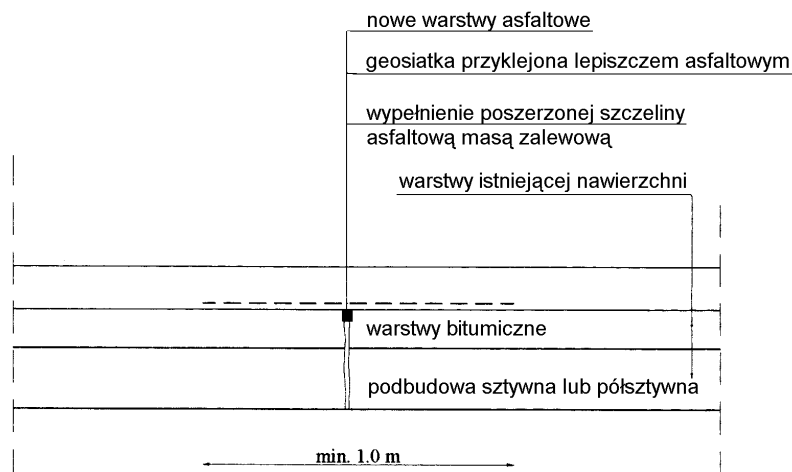 nowe warstwy asfaltowe
geosiatka przyklejona lepiszczem asfaltowym
wypełnienie poszerzonej szczeliny
asfaltową masą zalewową
warstwy istniejącej nawierzchni
warstwy bitumiczne
podbudowa sztywna lub półsztywna
min. 1.0 m